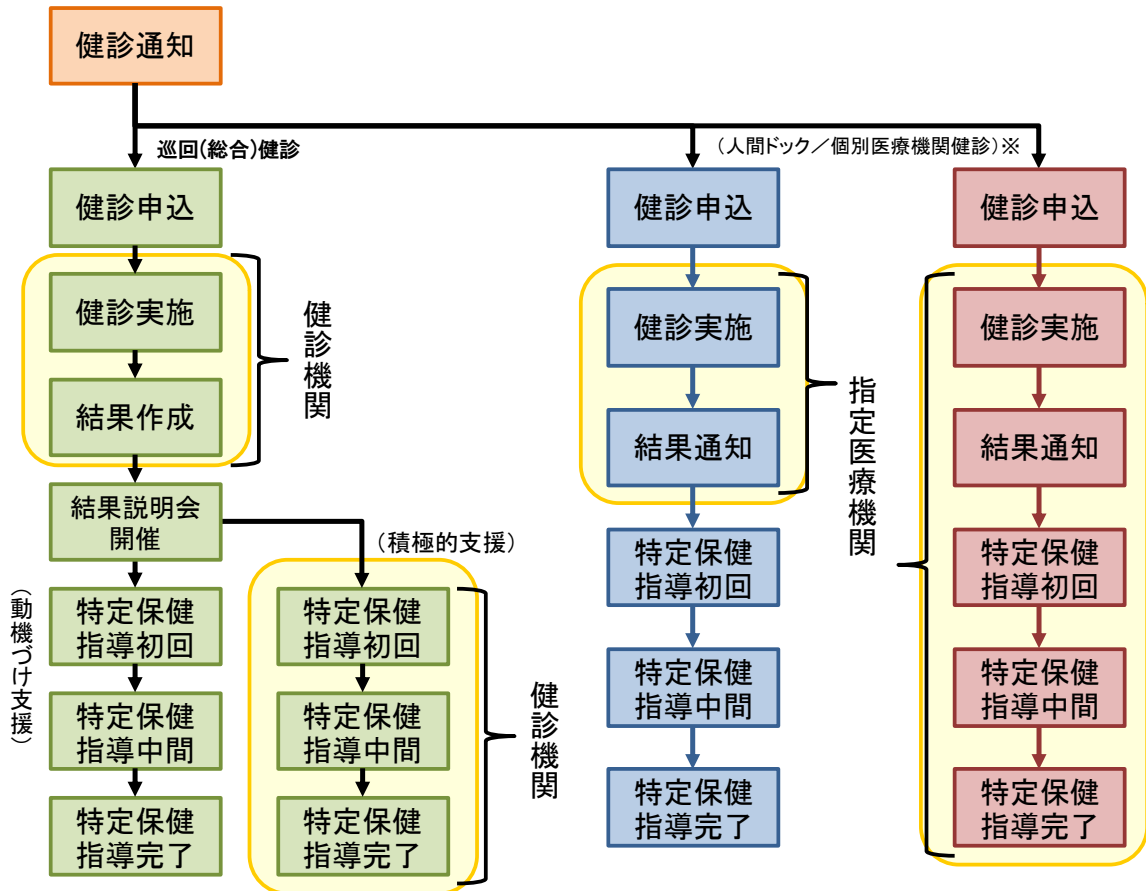 健診通知
巡回(総合)健診
(人間ドック／個別医療機関健診)※
健診申込
健診実施
結果作成
健診機関
結果説明会
開催
(動機づけ支援)
特定保健
指導初回
特定保健
指導中間
特定保健
指導完了
(積極的支援)
特定保健
指導初回
特定保健
指導中間
特定保健
指導完了
健診機関
健診申込
健診実施
結果通知
特定保健
指導初回
特定保健
指導中間
特定保健
指導完了
指定医療機関
健診申込
健診実施
結果通知
特定保健
指導初回
特定保健
指導中間
特定保健
指導完了